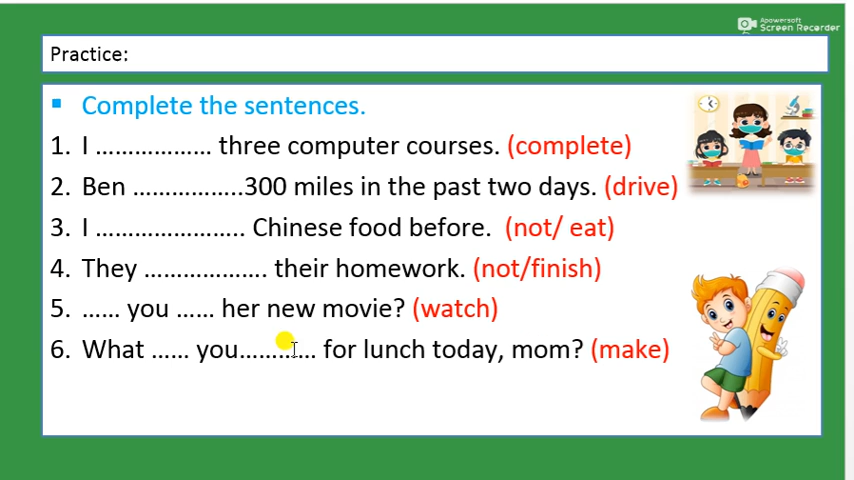 Apowersoft
Screen Recorder
Practice:
▪ Complete the sentences.
1. I ……………… three computer courses. (complete)
2. Ben ……………..300 miles in the past two days. (drive)
3. I ………………….. Chinese food before. (not/ eat)
4. They ………………. their homework. (not/finish)
5. …… you …… her new movie? (watch)
6. What …… you………… for lunch today, mom? (make)